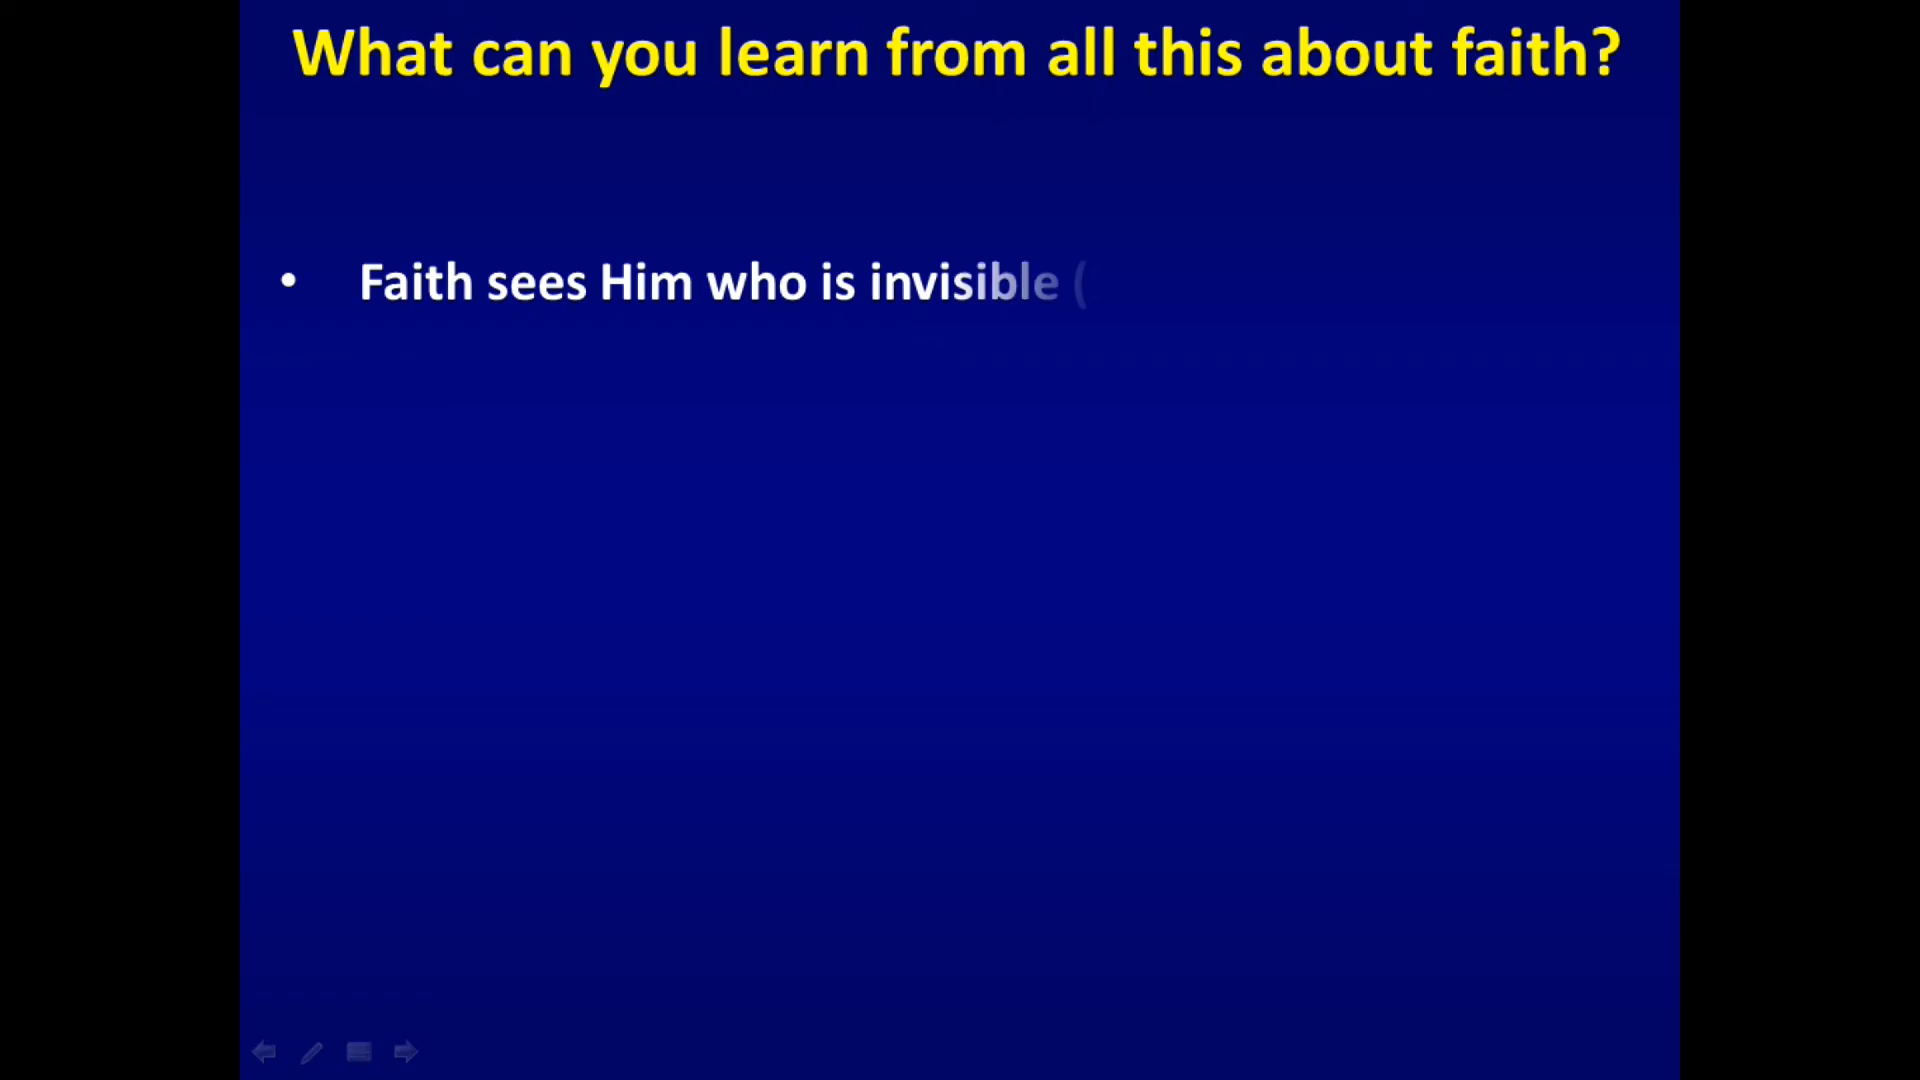 What can you learn from all this about faith?
• Faith sees Him who is invisible (